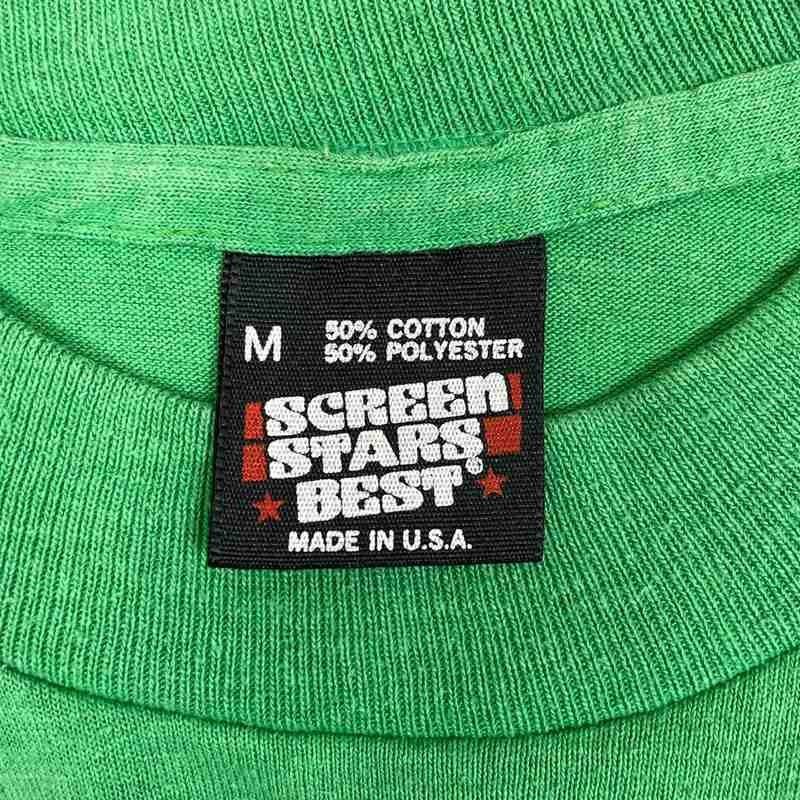 M 50% COTTON
50% POLYESTER
SCREEN
STARS
BEST®
MADE IN U.S.A.